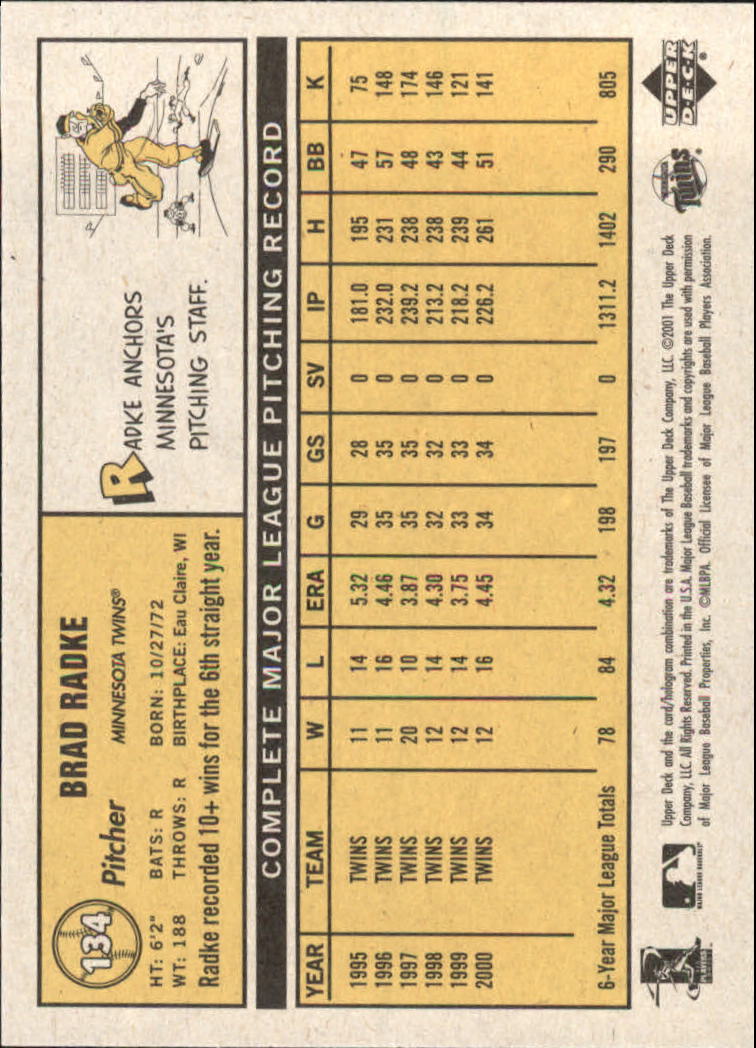 134
BRAD RADKE
Pitcher MINNESOTA TWINS®
HT: 6'2" BATS: R BORN: 10/27/72
WT: 188 THROWS: R BIRTHPLACE: Eau Claire, WI
Radke recorded 10+ wins for the 6th straight year.
RADKE ANCHORS
MINNESOTA'S
PITCHING STAFF.
COMPLETE MAJOR LEAGUE PITCHING RECORD
YEAR TEAM W L ERA G GS SV IP H BB K
1995 TWINS 11 14 5.32 29 28 0 181.0 195 47 75
1996 TWINS 11 16 4.46 35 35 0 232.0 231 57 148
1997 TWINS 20 10 3.87 35 35 0 239.2 238 48 174
1998 TWINS 12 14 4.30 32 32 0 213.2 238 43 146
1999 TWINS 12 14 3.75 33 33 0 218.2 239 44 121
2000 TWINS 12 16 4.45 34 34 0 226.2 261 51 141
6-Year Major League Totals 78 84 4.32 198 197 0 1311.2 1402 290 805
PLAYERS
MAJOR LEAGUE BASEBALL
Upper Deck and the card/hologram combination are trademarks of The Upper Deck Company, LLC. ©2001 The Upper Deck
Company, LLC. All Rights Reserved. Printed in the U.S.A. Major League Baseball trademarks and copyrights are used with permission
of Major League Baseball Properties, Inc. ©MLBPA. Official Licensee of Major League Baseball Players Association.
Twins®
UPPER
DECK®